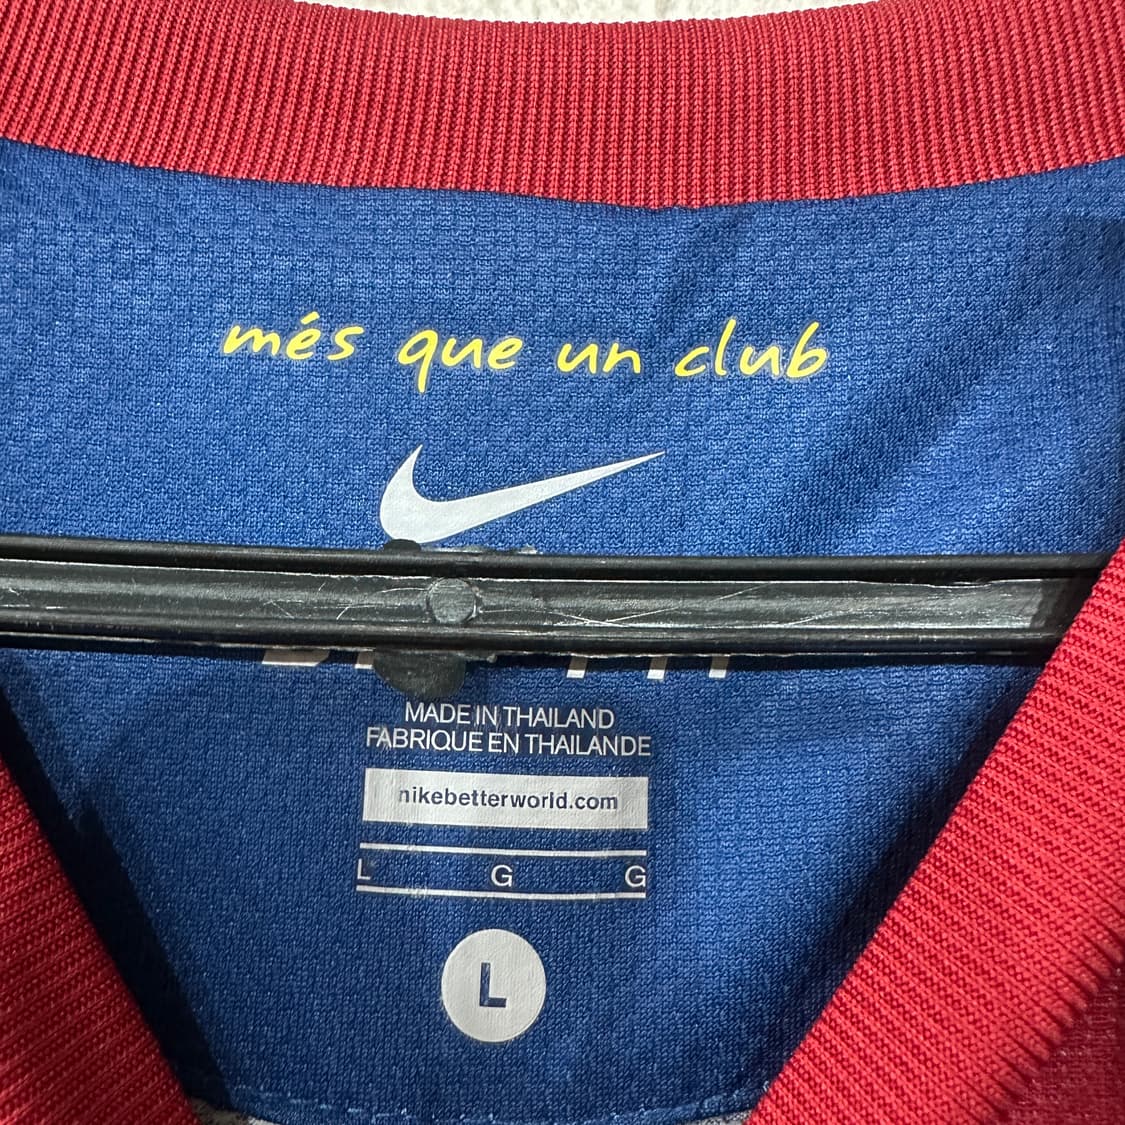 més que un club
MADE IN THAILAND
FABRIQUE EN THAILANDE
nikebetterworld.com
L G G
L